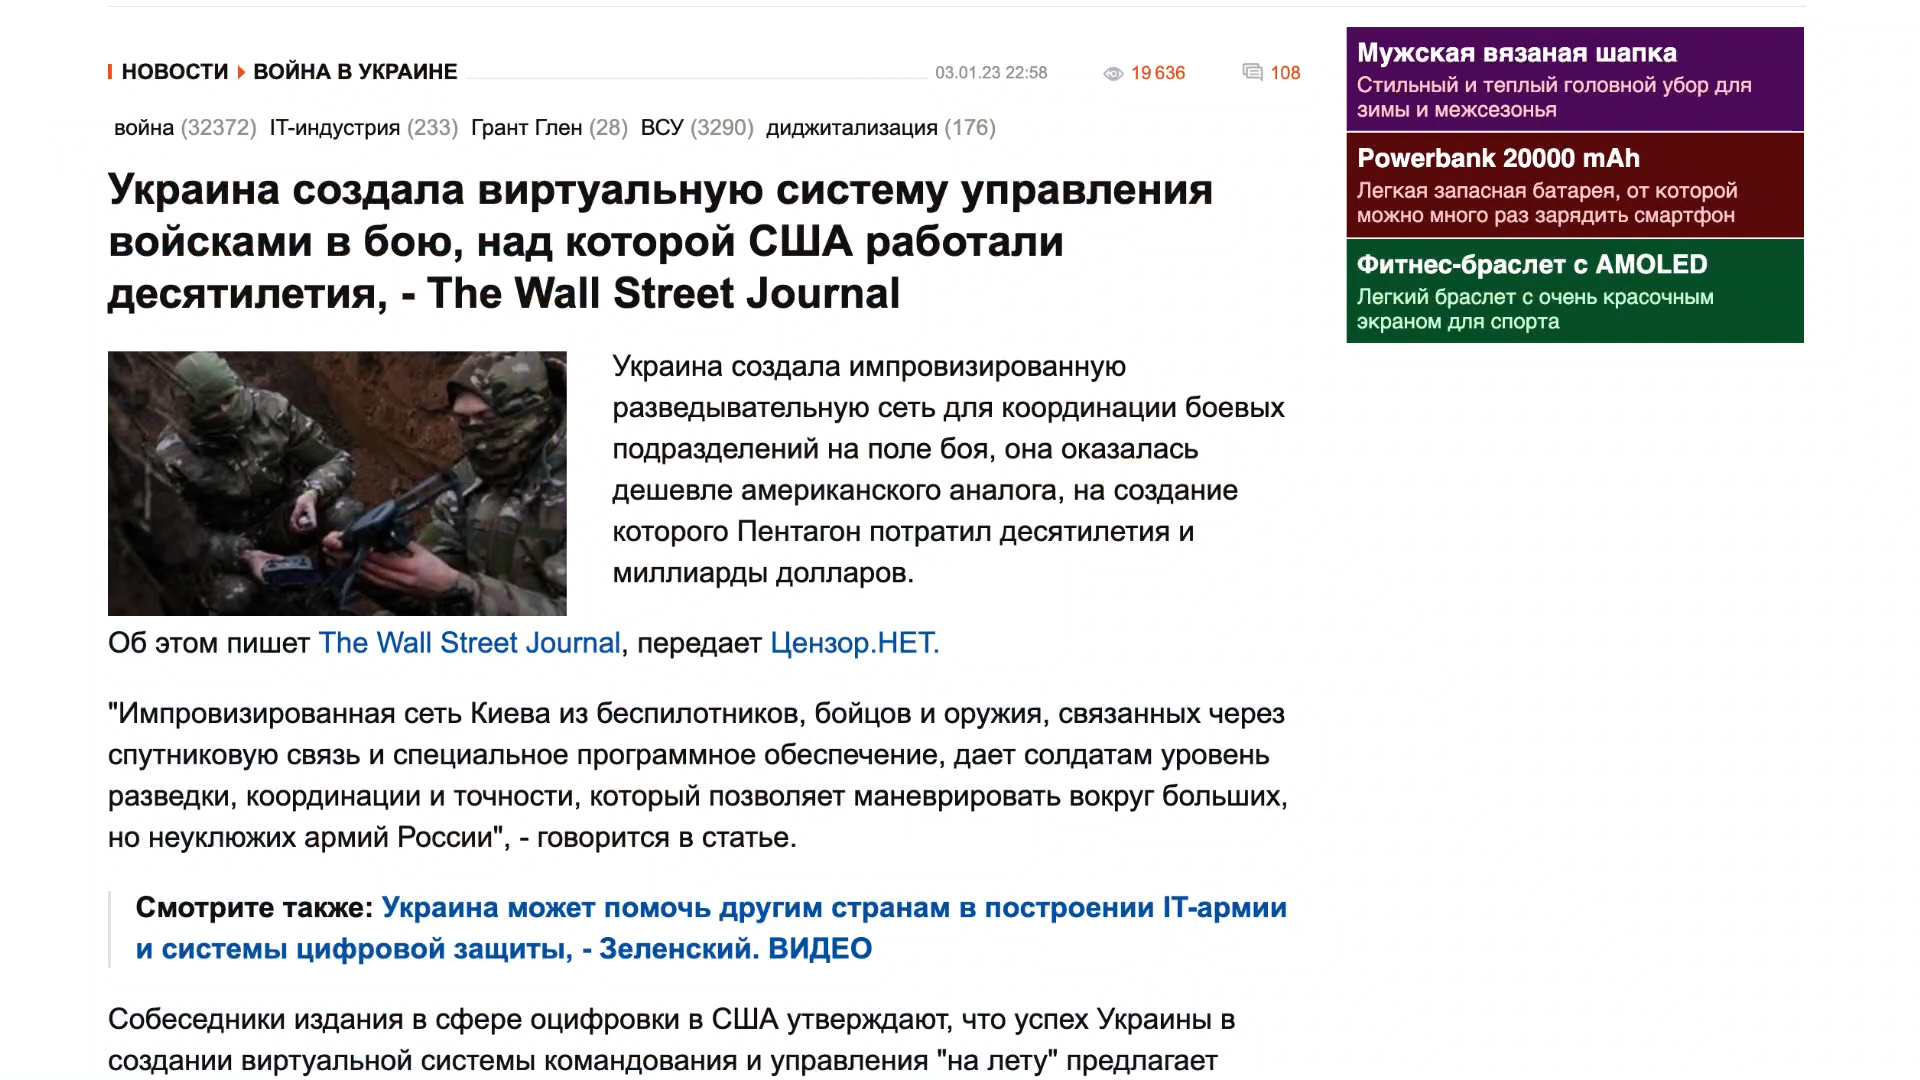 НОВОСТИ ВОЙНА В УКРАИНЕ 03.01.23 22:58 19 636 108
война (32372) IT-индустрия (233) Грант Глен (28) ВСУ (3290) диджитализация (176)
Украина создала виртуальную систему управления
войсками в бою, над которой США работали
десятилетия, - The Wall Street Journal
Украина создала импровизированную
разведывательную сеть для координации боевых
подразделений на поле боя, она оказалась
дешевле американского аналога, на создание
которого Пентагон потратил десятилетия и
миллиарды долларов.
Об этом пишет The Wall Street Journal, передает Цензор.НЕТ.
"Импровизированная сеть Киева из беспилотников, бойцов и оружия, связанных через
спутниковую связь и специальное программное обеспечение, дает солдатам уровень
разведки, координации и точности, который позволяет маневрировать вокруг больших,
но неуклюжих армий России", - говорится в статье.
Смотрите также: Украина может помочь другим странам в построении IT-армии
и системы цифровой защиты, - Зеленский. ВИДЕО
Собеседники издания в сфере оцифровки в США утверждают, что успех Украины в
создании виртуальной системы командования и управления "на лету" предлагает
Мужская вязаная шапка
Стильный и теплый головной убор для
зимы и межсезонья
Powerbank 20000 mAh
Легкая запасная батарея, от которой
можно много раз зарядить смартфон
Фитнес-браслет с AMOLED
Легкий браслет с очень красочным
экраном для спорта